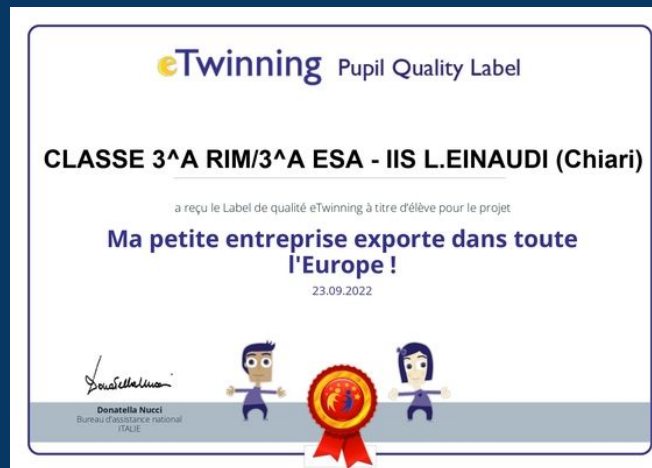 eTwinning Pupil Quality Label
CLASSE 3^A RIM/3^A ESA - IIS L.EINAUDI (Chiari)
a reçu le Label de qualité eTwinning à titre d'élève pour le projet
Ma petite entreprise exporte dans toute
l'Europe !
23.09.2022
Donatella Nucci
Donatella Nucci
Bureau d'assistance national
ITALIE